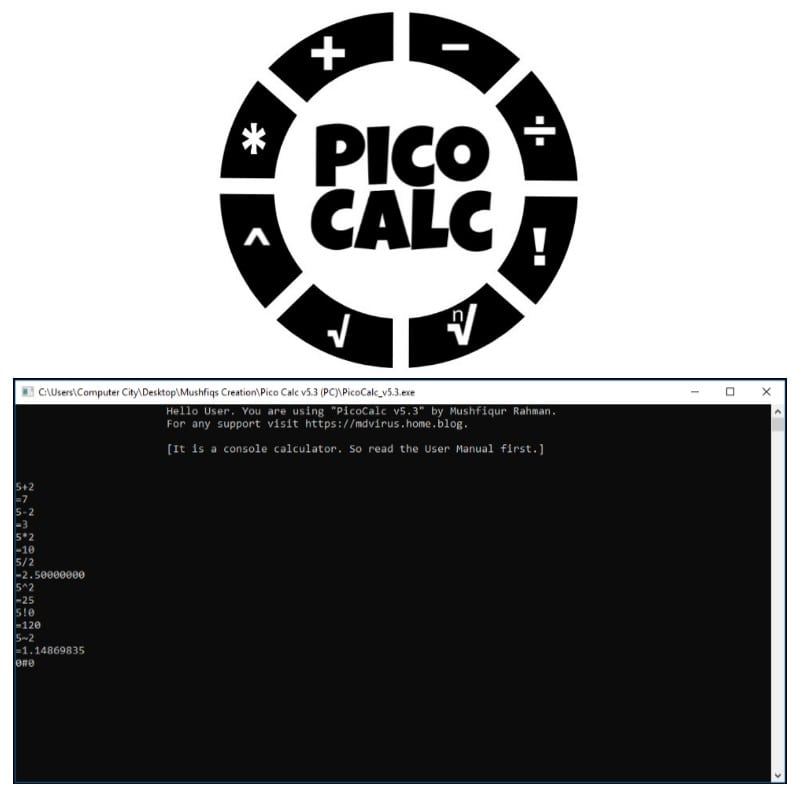 + −
* PICO ÷
^ CALC !
√ ⁿ√
C:\Users\Computer City\Desktop\Mushfiqs Creation\Pico Calc v5.3 (PC)\PicoCalc_v5.3.exe
Hello User. You are using "PicoCalc v5.3" by Mushfiqur Rahman.
For any support visit https://mdvirus.home.blog.
[It is a console calculator. So read the User Manual first.]
5+2
=7
5-2
=3
5*2
=10
5/2
=2.50000000
5^2
=25
5!0
=120
5~2
=1.14869835
0#0